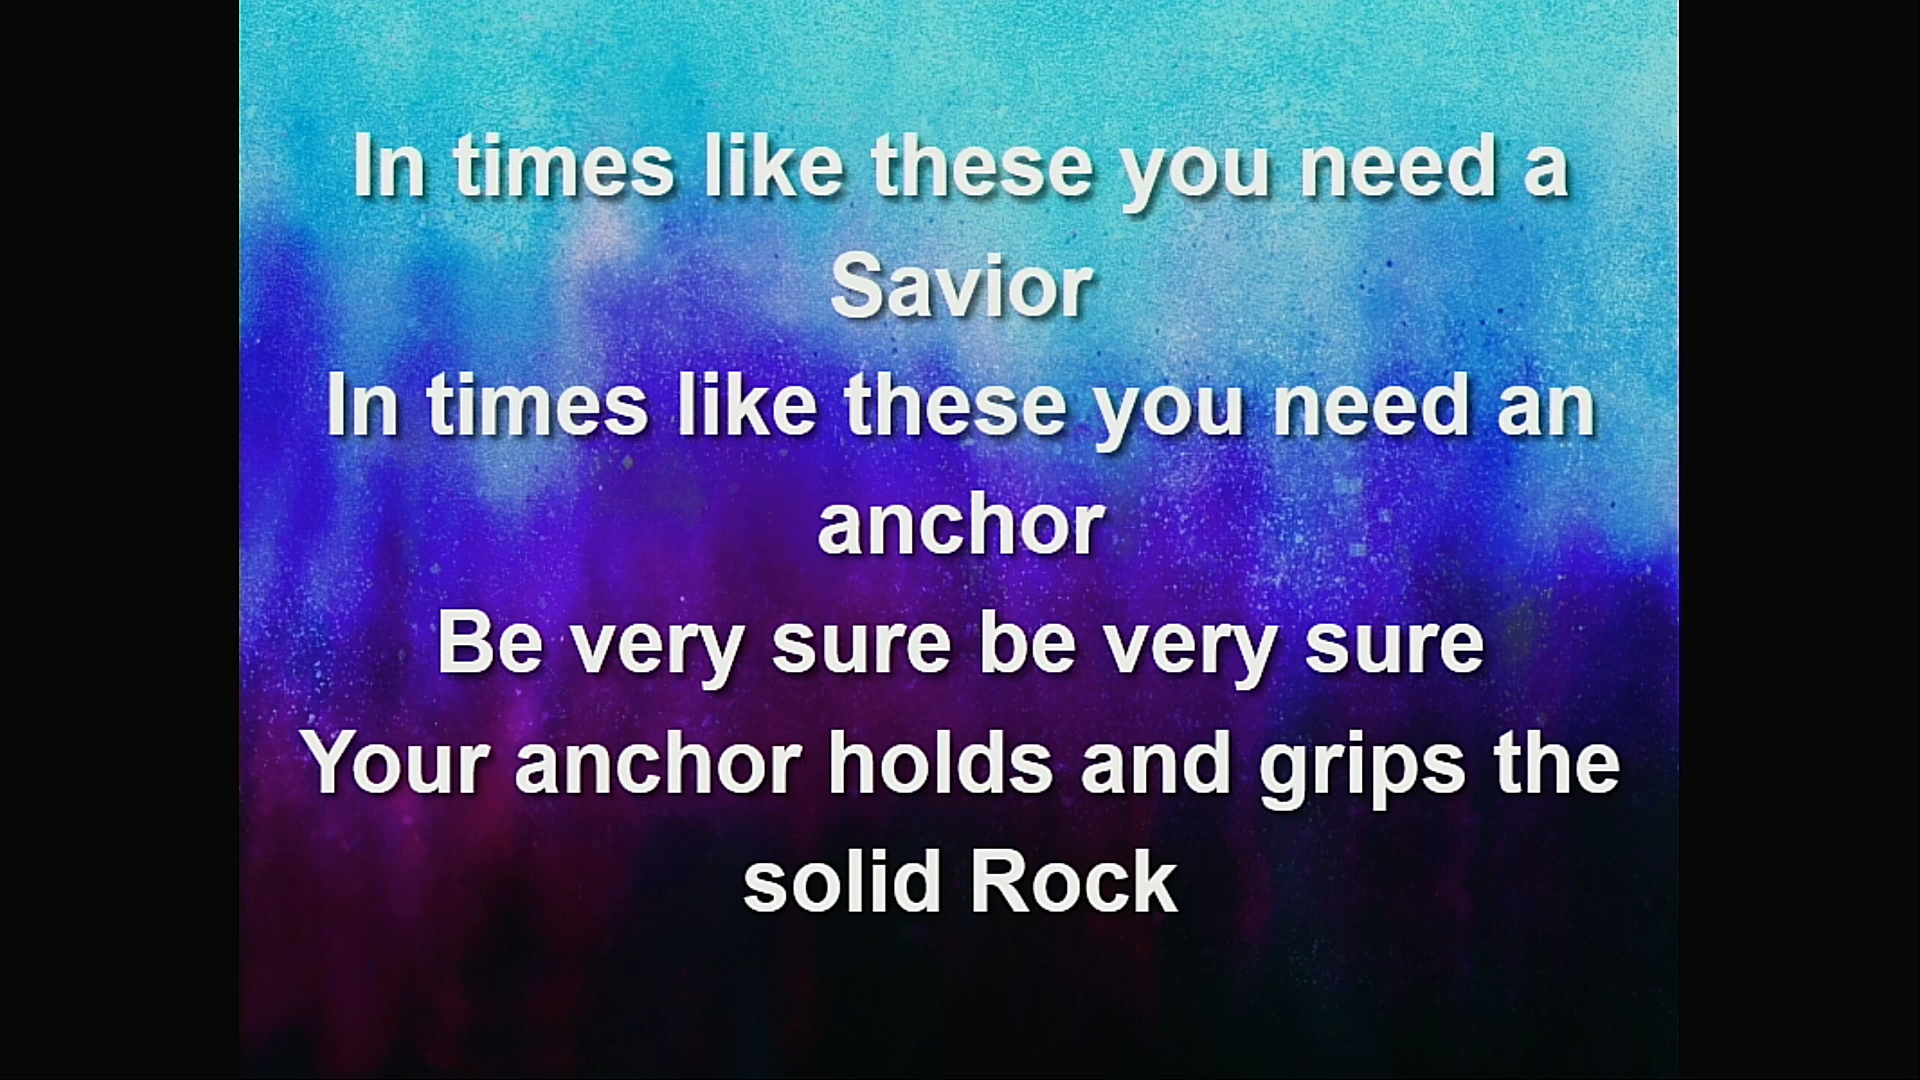 In times like these you need a
Savior
In times like these you need an
anchor
Be very sure be very sure
Your anchor holds and grips the
solid Rock